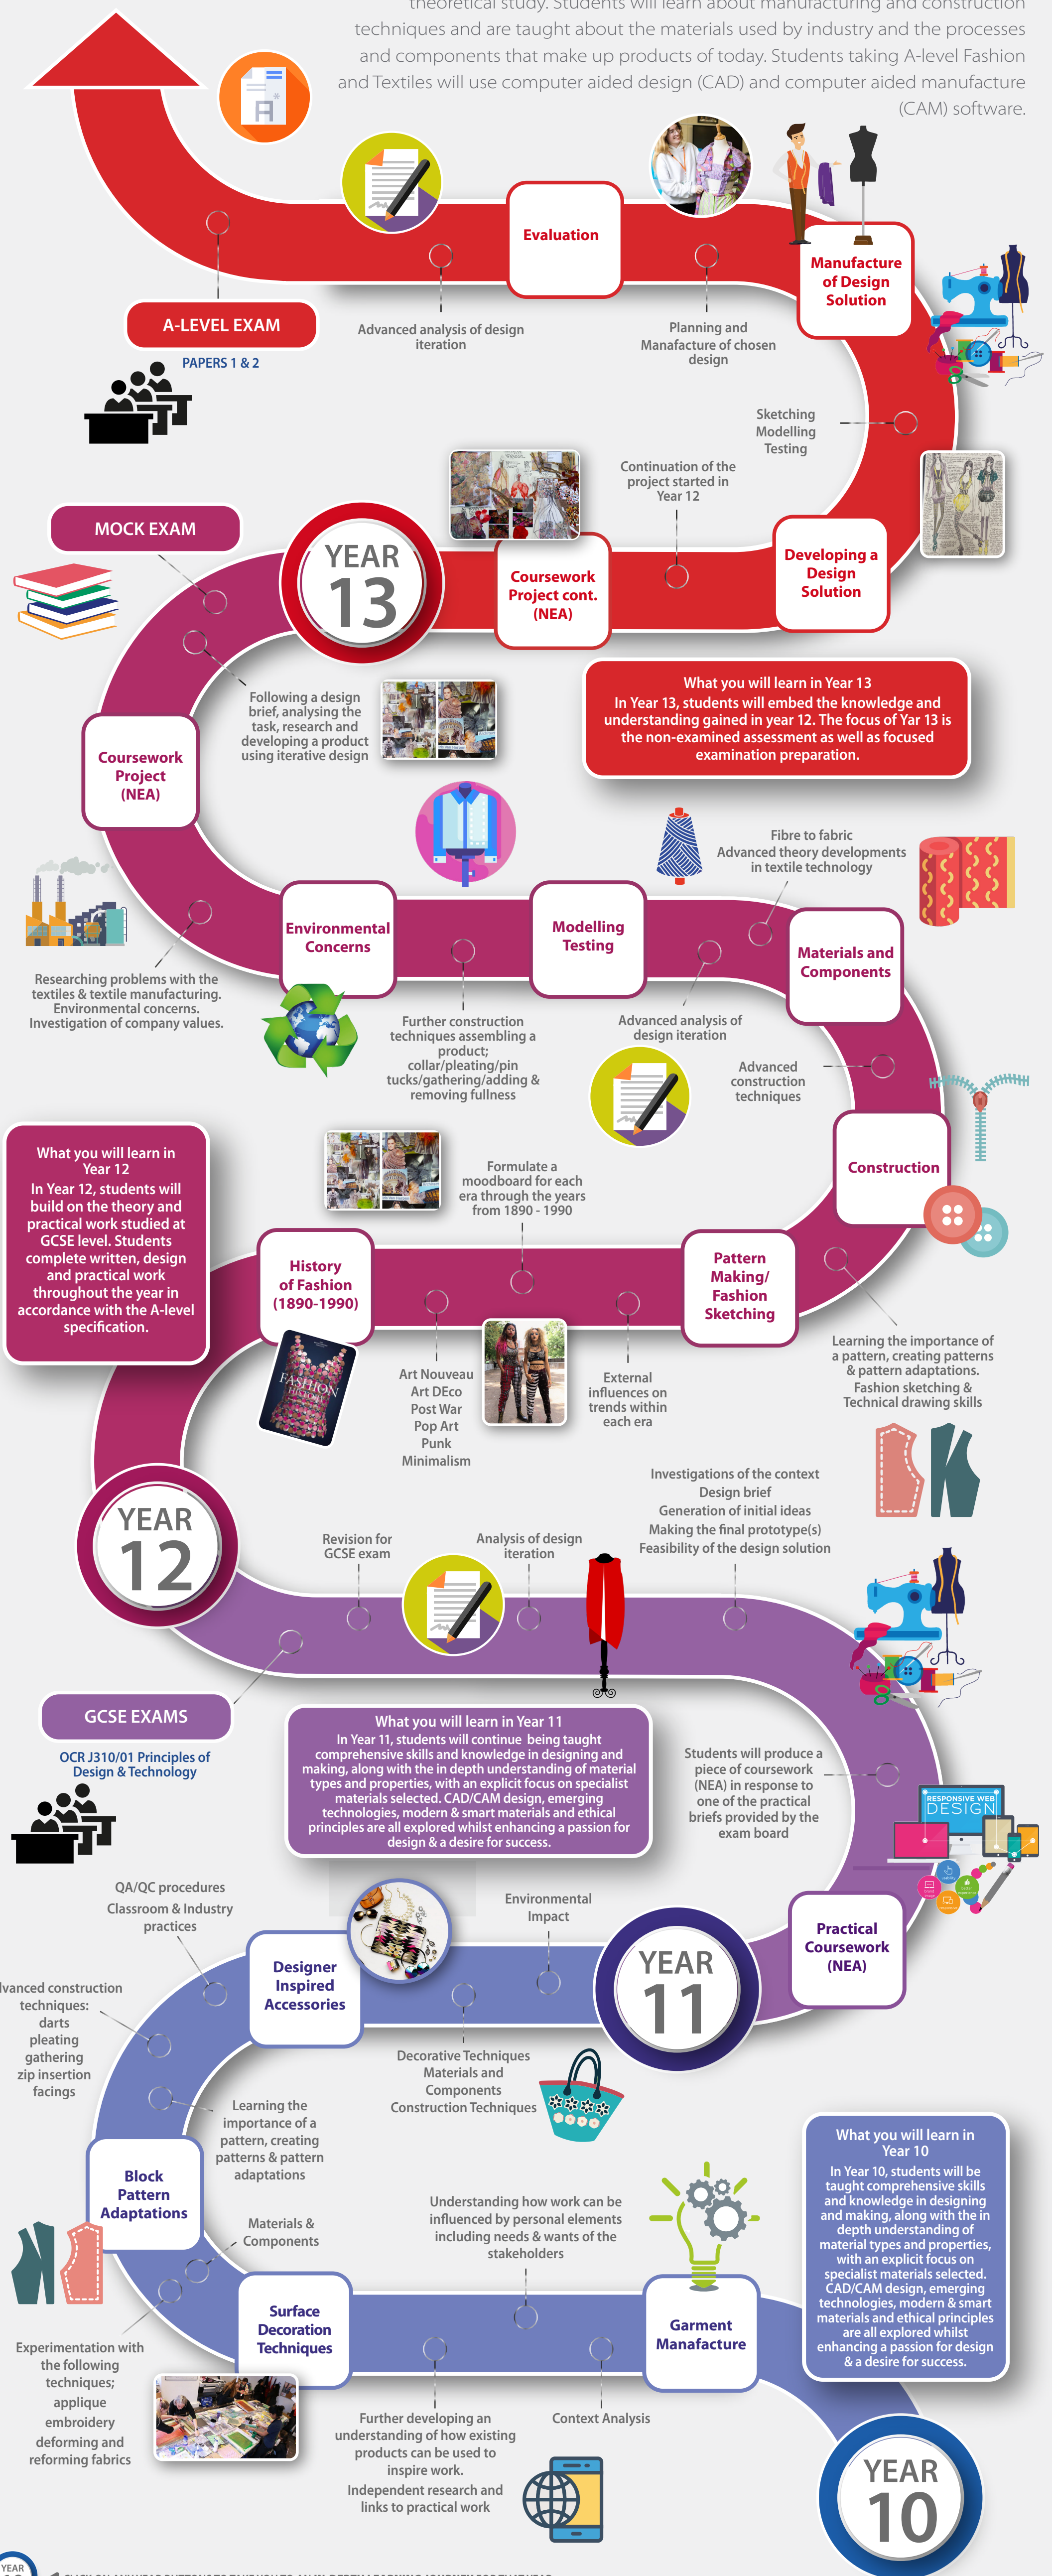 theoretical study. Students will learn about manufacturing and construction
techniques and are taught about the materials used by industry and the processes
and components that make up products of today. Students taking A-level Fashion
and Textiles will use computer aided design (CAD) and computer aided manufacture
(CAM) software.
Evaluation
Manufacture
of Design
Solution
A-LEVEL EXAM
PAPERS 1 & 2
Advanced analysis of design
iteration
Planning and
Manafacture of chosen
design
Sketching
Modelling
Testing
Continuation of the
project started in
Year 12
MOCK EXAM
YEAR
13
Coursework
Project cont.
(NEA)
Developing a
Design
Solution
Following a design
brief, analysing the
task, research and
developing a product
using iterative design
What you will learn in Year 13
In Year 13, students will embed the knowledge and
understanding gained in year 12. The focus of Yar 13 is
the non-examined assessment as well as focused
examination preparation.
Coursework
Project
(NEA)
Fibre to fabric
Advanced theory developments
in textile technology
Environmental
Concerns
Modelling
Testing
Materials and
Components
Researching problems with the
textiles & textile manufacturing.
Environmental concerns.
Investigation of company values.
Further construction
techniques assembling a
product;
collar/pleating/pin
tucks/gathering/adding &
removing fullness
Advanced analysis of
design iteration
Advanced
construction
techniques
What you will learn in
Year 12
In Year 12, students will
build on the theory and
practical work studied at
GCSE level. Students
complete written, design
and practical work
throughout the year in
accordance with the A-level
specification.
Formulate a
moodboard for each
era through the years
from 1890 - 1990
Construction
History
of Fashion
(1890-1990)
Pattern
Making/
Fashion
Sketching
FASHION
Art Nouveau
Art DEco
Post War
Pop Art
Punk
Minimalism
External
influences on
trends within
each era
Learning the importance of
a pattern, creating patterns
& pattern adaptations.
Fashion sketching &
Technical drawing skills
YEAR
12
Revision for
GCSE exam
Analysis of design
iteration
Investigations of the context
Design brief
Generation of initial ideas
Making the final prototype(s)
Feasibility of the design solution
GCSE EXAMS
OCR J310/01 Principles of
Design & Technology
What you will learn in Year 11
In Year 11, students will continue being taught
comprehensive skills and knowledge in designing and
making, along with the in depth understanding of material
types and properties, with an explicit focus on specialist
materials selected. CAD/CAM design, emerging
technologies, modern & smart materials and ethical
principles are all explored whilst enhancing a passion for
design & a desire for success.
Students will produce a
piece of coursework
(NEA) in response to
one of the practical
briefs provided by the
exam board
RESPONSIVE WEB
DESIGN
QA/QC procedures
Classroom & Industry
practices
Designer
Inspired
Accessories
Environmental
Impact
YEAR
11
Practical
Coursework
(NEA)
vanced construction
techniques:
darts
pleating
gathering
zip insertion
facings
Decorative Techniques
Materials and
Components
Construction Techniques
Learning the
importance of a
pattern, creating
patterns & pattern
adaptations
Block
Pattern
Adaptations
Materials &
Components
Understanding how work can be
influenced by personal elements
including needs & wants of the
stakeholders
What you will learn in
Year 10
In Year 10, students will be
taught comprehensive skills
and knowledge in designing
and making, along with the in
depth understanding of
material types and properties,
with an explicit focus on
specialist materials selected.
CAD/CAM design, emerging
technologies, modern & smart
materials and ethical principles
are all explored whilst
enhancing a passion for design
& a desire for success.
Surface
Decoration
Techniques
Garment
Manafacture
Experimentation with
the following
techniques;
applique
embroidery
deforming and
reforming fabrics
Further developing an
understanding of how existing
products can be used to
inspire work.
Independent research and
links to practical work
Context Analysis
YEAR
10
YEAR